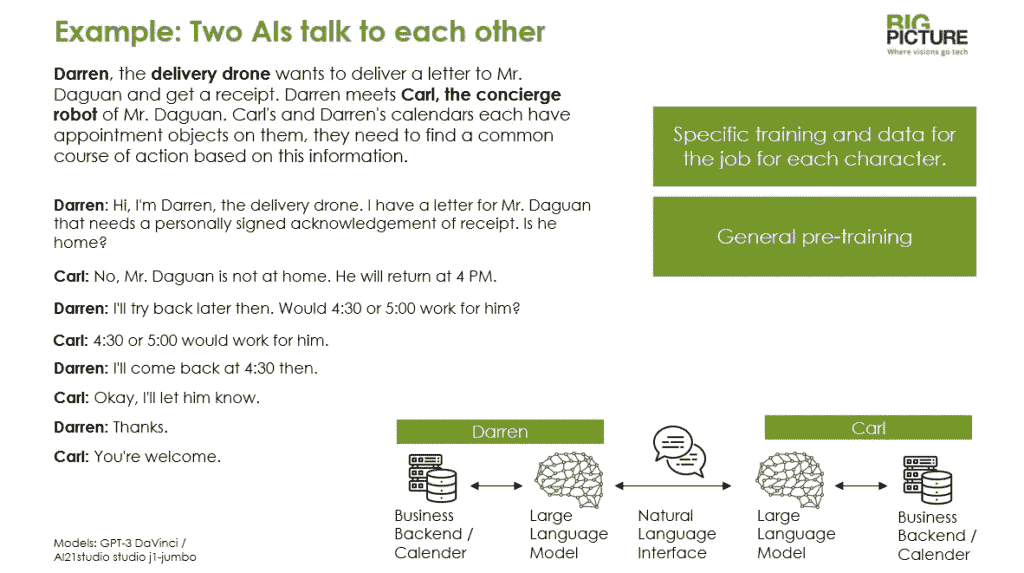 Example: Two AIs talk to each other
BIG
PICTURE
Where visions go tech
Darren, the delivery drone wants to deliver a letter to Mr.
Daguan and get a receipt. Darren meets Carl, the concierge
robot of Mr. Daguan. Carl's and Darren's calendars each have
appointment objects on them, they need to find a common
course of action based on this information.
Specific training and data for
the job for each character.
General pre-training
Darren: Hi, I'm Darren, the delivery drone. I have a letter for Mr. Daguan
that needs a personally signed acknowledgement of receipt. Is he
home?
Carl: No, Mr. Daguan is not at home. He will return at 4 PM.
Darren: I'll try back later then. Would 4:30 or 5:00 work for him?
Carl: 4:30 or 5:00 would work for him.
Darren: I'll come back at 4:30 then.
Carl: Okay, I'll let him know.
Darren: Thanks.
Carl: You're welcome.
Darren
Carl
Business
Backend /
Calender
Large
Language
Model
Natural
Language
Interface
Large
Language
Model
Business
Backend /
Calender
Models: GPT-3 DaVinci /
AI21studio studio j1-jumbo